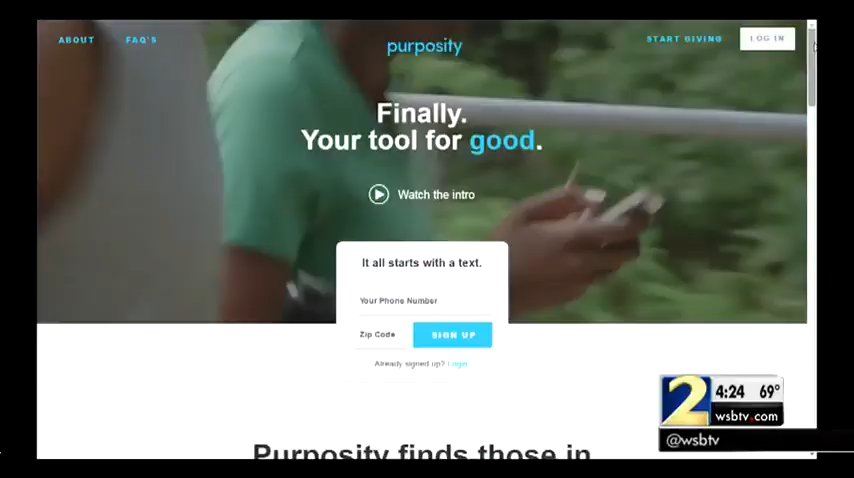 ABOUT FAQ'S purposity START GIVING LOG IN
Finally.
Your tool for good.
Watch the intro
It all starts with a text.
Your Phone Number
Zip Code SIGN UP
Already signed up? Login
Purposity finds those in
2 4:24 69°
wsbtv.com
@wsbtv